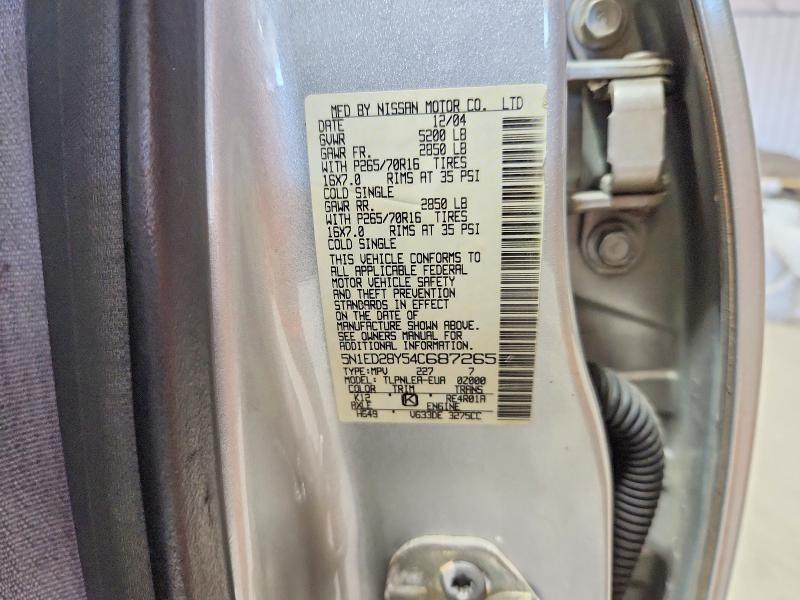 MFD BY NISSAN MOTOR CO. LTD
DATE 12/04
GVWR 5200 LB
GAWR FR. 2850 LB
WITH P265/70R16 TIRES
16X7.0 RIMS AT 35 PSI
COLD SINGLE
GAWR RR. 2850 LB
WITH P265/70R16 TIRES
16X7.0 RIMS AT 35 PSI
COLD SINGLE
THIS VEHICLE CONFORMS TO
ALL APPLICABLE FEDERAL
MOTOR VEHICLE SAFETY
AND THEFT PREVENTION
STANDARDS IN EFFECT
ON THE DATE OF
MANUFACTURE SHOWN ABOVE.
SEE OWNERS MANUAL FOR
ADDITIONAL INFORMATION.
5N1ED28Y54C687265
TYPE:MPV 227 7
MODEL: TLPNLEA-EUA 0Z000
COLOR TRIM TRANS
K12 K RE4R01A
AXLE ENGINE
HG49 VG33DE 3275CC